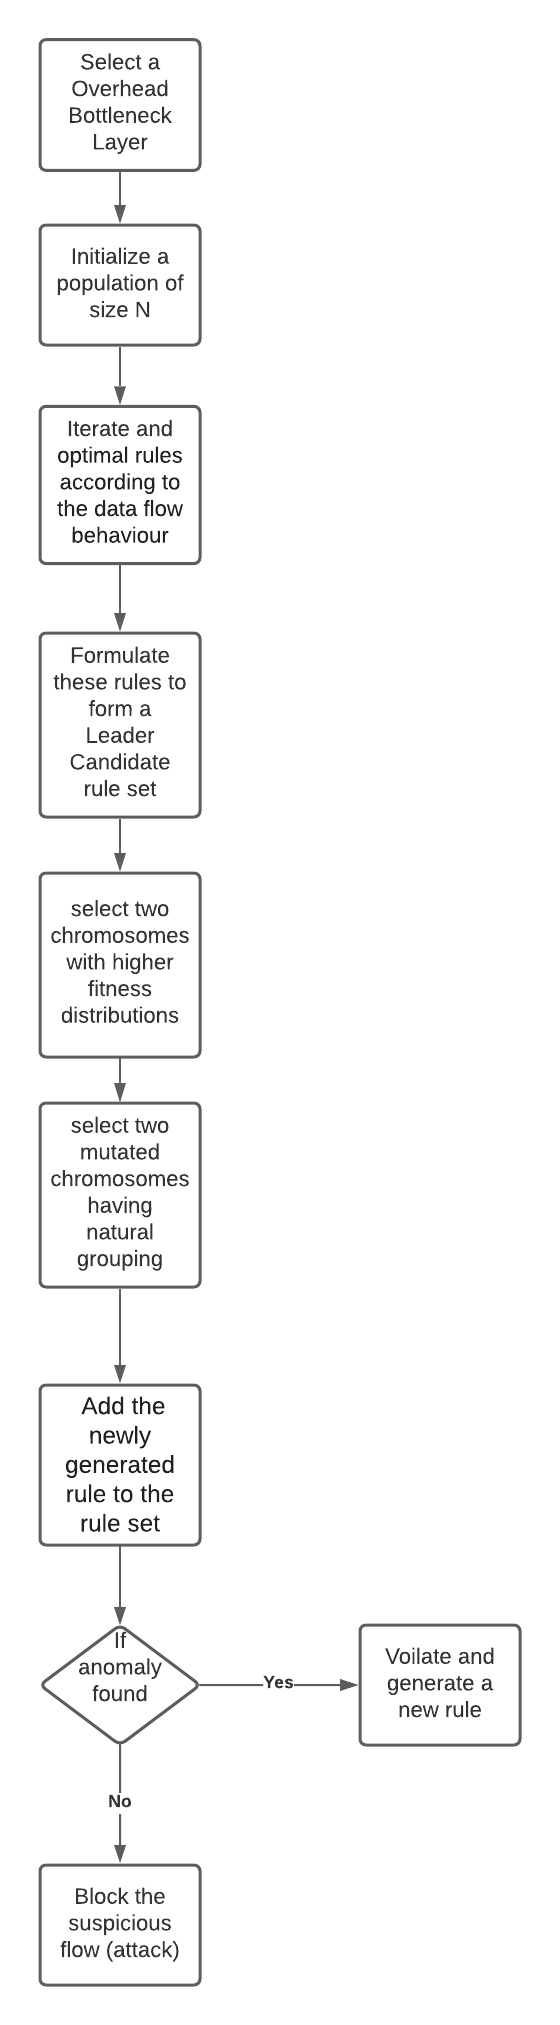 Select a
Overhead
Bottleneck
Layer
Initialize a
population of
size N
Iterate and
optimal rules
according to
the data flow
behaviour
Formulate
these rules to
form a
Leader
Candidate
rule set
select two
chromosomes
with higher
fitness
distributions
select two
mutated
chromosomes
having
natural
grouping
Add the
newly
generated
rule to the
rule set
If
anomaly
found
Yes
Voilate and
generate a
new rule
No
Block the
suspicious
flow (attack)